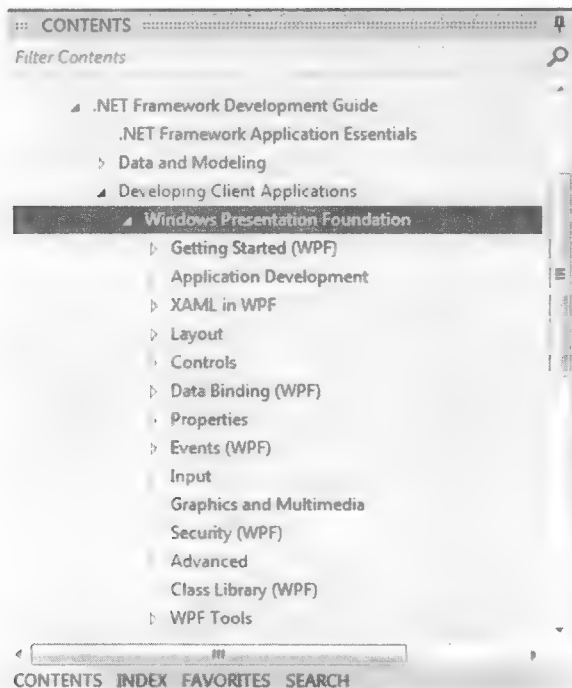 CONTENTS
Filter Contents
.NET Framework Development Guide
.NET Framework Application Essentials
Data and Modeling
Developing Client Applications
Windows Presentation Foundation
Getting Started (WPF)
Application Development
XAML in WPF
Layout
Controls
Data Binding (WPF)
Properties
Events (WPF)
Input
Graphics and Multimedia
Security (WPF)
Advanced
Class Library (WPF)
WPF Tools
CONTENTS INDEX FAVORITES SEARCH